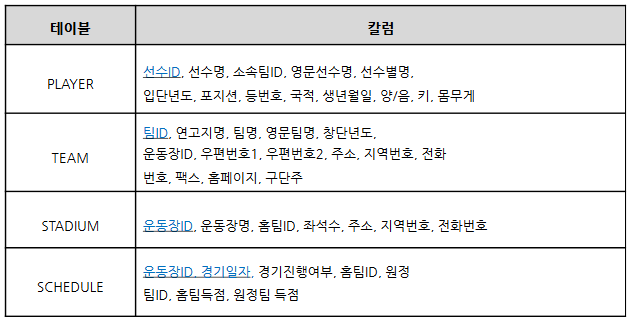 테이블 칼럼
PLAYER
선수ID, 선수명, 소속팀ID, 영문선수명, 선수별명,
입단년도, 포지션, 등번호, 국적, 생년월일, 양/음, 키, 몸무게
TEAM
팀ID, 연고지명, 팀명, 영문팀명, 창단년도,
운동장ID, 우편번호1, 우편번호2, 주소, 지역번호, 전화
번호, 팩스, 홈페이지, 구단주
STADIUM
운동장ID, 운동장명, 홈팀ID, 좌석수, 주소, 지역번호, 전화번호
SCHEDULE
운동장ID, 경기일자, 경기진행여부, 홈팀ID, 원정
팀ID, 홈팀득점, 원정팀 득점